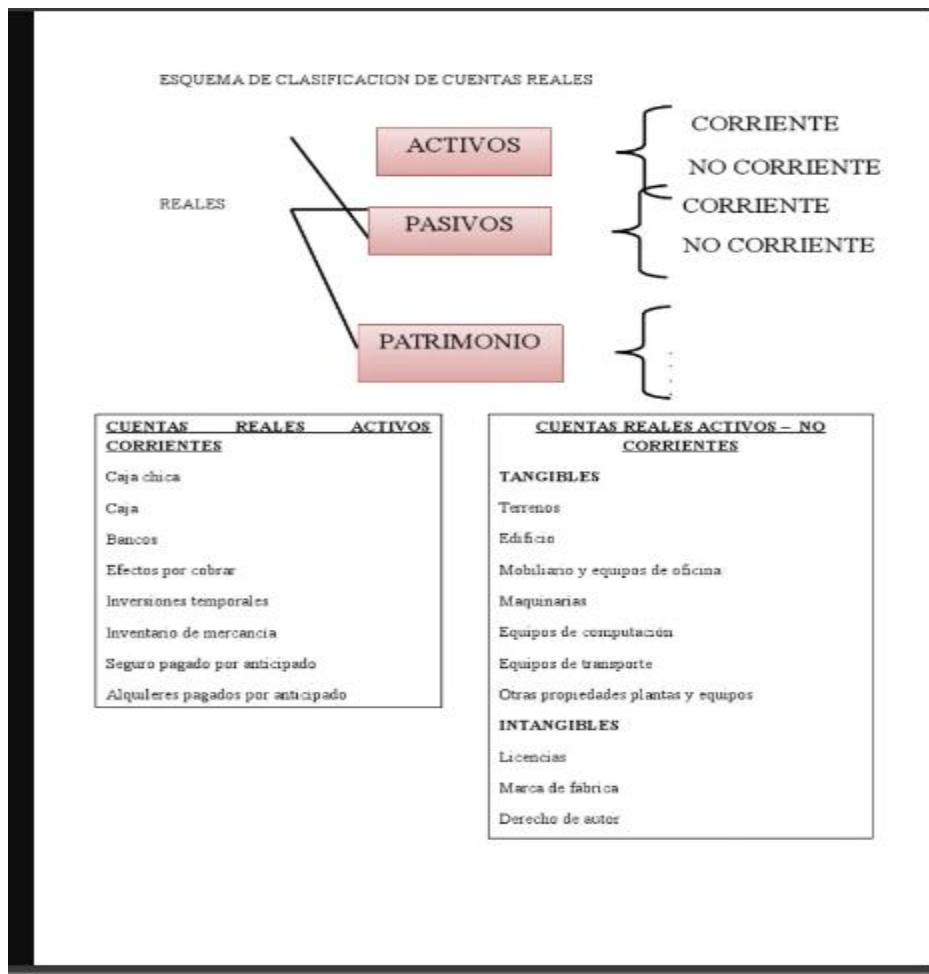 ESQUEMA DE CLASIFICACION DE CUENTAS REALES
ACTIVOS
CORRIENTE
NO CORRIENTE
REALES
PASIVOS
CORRIENTE
NO CORRIENTE
PATRIMONIO
CUENTAS REALES ACTIVOS
CORRIENTES
Caja chica
Caja
Bancos
Efectos por cobrar
Inversiones temporales
Inventario de mercancía
Seguro pagado por anticipado
Alquileres pagados por anticipado
CUENTAS REALES ACTIVOS – NO
CORRIENTES
TANGIBLES
Terrenos
Edificio
Mobiliario y equipos de oficina
Maquinarias
Equipos de computación
Equipos de transporte
Otras propiedades plantas y equipos
INTANGIBLES
Licencias
Marca de fabrica
Derecho de autor